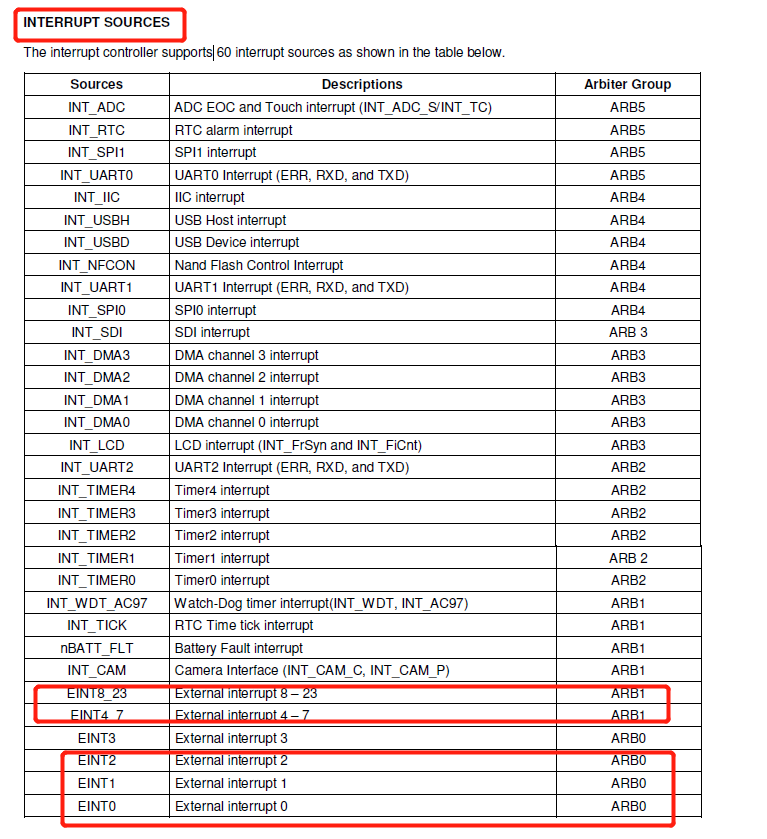 INTERRUPT SOURCES
The interrupt controller supports 60 interrupt sources as shown in the table below.
Sources Descriptions Arbiter Group
INT_ADC ADC EOC and Touch interrupt (INT_ADC_S/INT_TC) ARB5
INT_RTC RTC alarm interrupt ARB5
INT_SPI1 SPI1 interrupt ARB5
INT_UART0 UART0 Interrupt (ERR, RXD, and TXD) ARB5
INT_IIC IIC interrupt ARB4
INT_USBH USB Host interrupt ARB4
INT_USBD USB Device interrupt ARB4
INT_NFCON Nand Flash Control Interrupt ARB4
INT_UART1 UART1 Interrupt (ERR, RXD, and TXD) ARB4
INT_SPI0 SPI0 interrupt ARB4
INT_SDI SDI interrupt ARB 3
INT_DMA3 DMA channel 3 interrupt ARB3
INT_DMA2 DMA channel 2 interrupt ARB3
INT_DMA1 DMA channel 1 interrupt ARB3
INT_DMA0 DMA channel 0 interrupt ARB3
INT_LCD LCD interrupt (INT_FrSyn and INT_FiCnt) ARB3
INT_UART2 UART2 Interrupt (ERR, RXD, and TXD) ARB2
INT_TIMER4 Timer4 interrupt ARB2
INT_TIMER3 Timer3 interrupt ARB2
INT_TIMER2 Timer2 interrupt ARB2
INT_TIMER1 Timer1 interrupt ARB 2
INT_TIMER0 Timer0 interrupt ARB2
INT_WDT_AC97 Watch-Dog timer interrupt(INT_WDT, INT_AC97) ARB1
INT_TICK RTC Time tick interrupt ARB1
nBATT_FLT Battery Fault interrupt ARB1
INT_CAM Camera Interface (INT_CAM_C, INT_CAM_P) ARB1
EINT8_23 External interrupt 8 – 23 ARB1
EINT4_7 External interrupt 4 – 7 ARB1
EINT3 External interrupt 3 ARB0
EINT2 External interrupt 2 ARB0
EINT1 External interrupt 1 ARB0
EINT0 External interrupt 0 ARB0